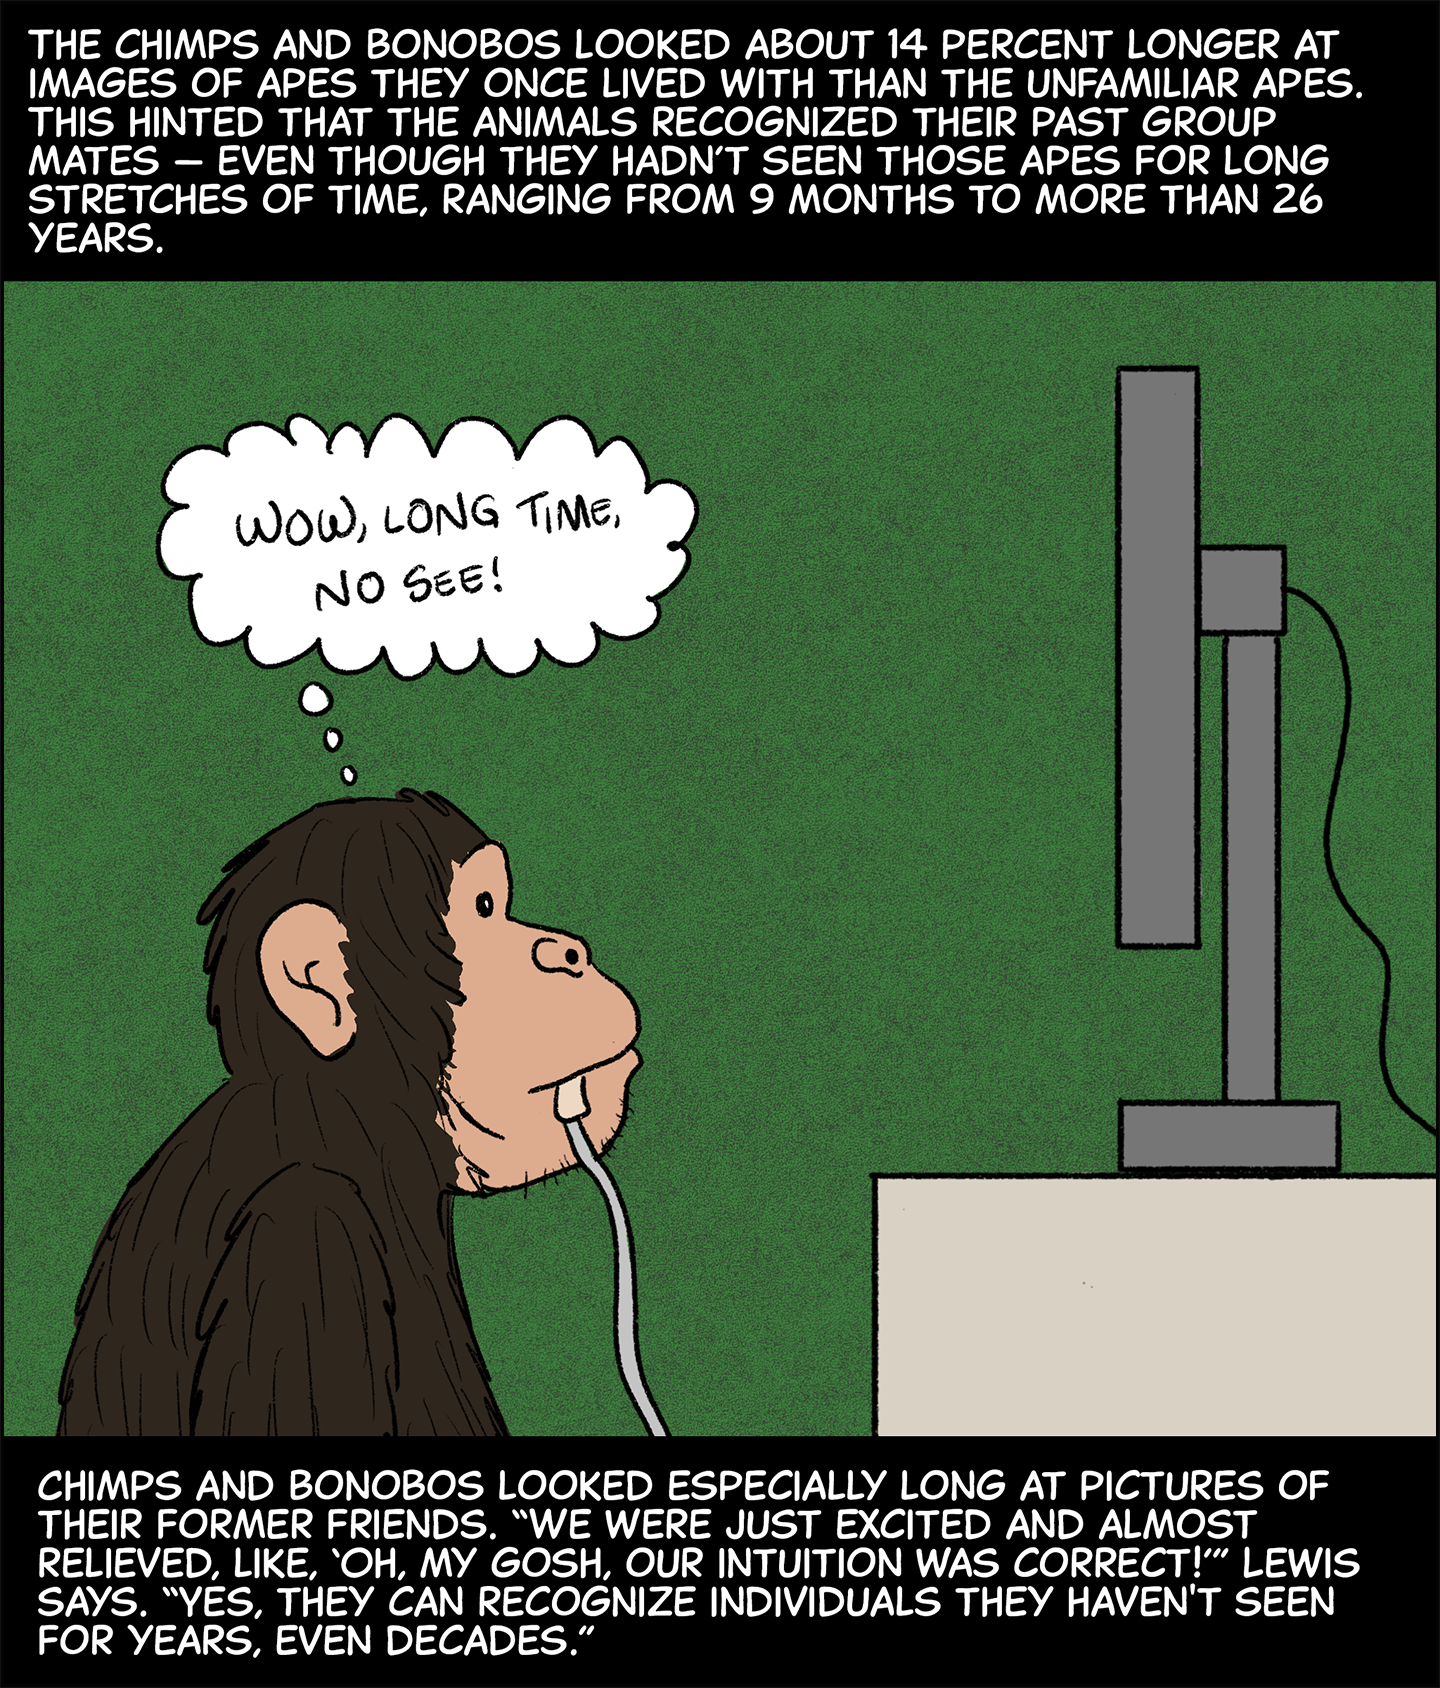 THE CHIMPS AND BONOBOS LOOKED ABOUT 14 PERCENT LONGER AT
IMAGES OF APES THEY ONCE LIVED WITH THAN THE UNFAMILIAR APES.
THIS HINTED THAT THE ANIMALS RECOGNIZED THEIR PAST GROUP
MATES — EVEN THOUGH THEY HADN’T SEEN THOSE APES FOR LONG
STRETCHES OF TIME, RANGING FROM 9 MONTHS TO MORE THAN 26
YEARS.
WOW, LONG TIME,
NO SEE!
CHIMPS AND BONOBOS LOOKED ESPECIALLY LONG AT PICTURES OF
THEIR FORMER FRIENDS. “WE WERE JUST EXCITED AND ALMOST
RELIEVED, LIKE, ‘OH, MY GOSH, OUR INTUITION WAS CORRECT!’” LEWIS
SAYS. “YES, THEY CAN RECOGNIZE INDIVIDUALS THEY HAVEN'T SEEN
FOR YEARS, EVEN DECADES.”